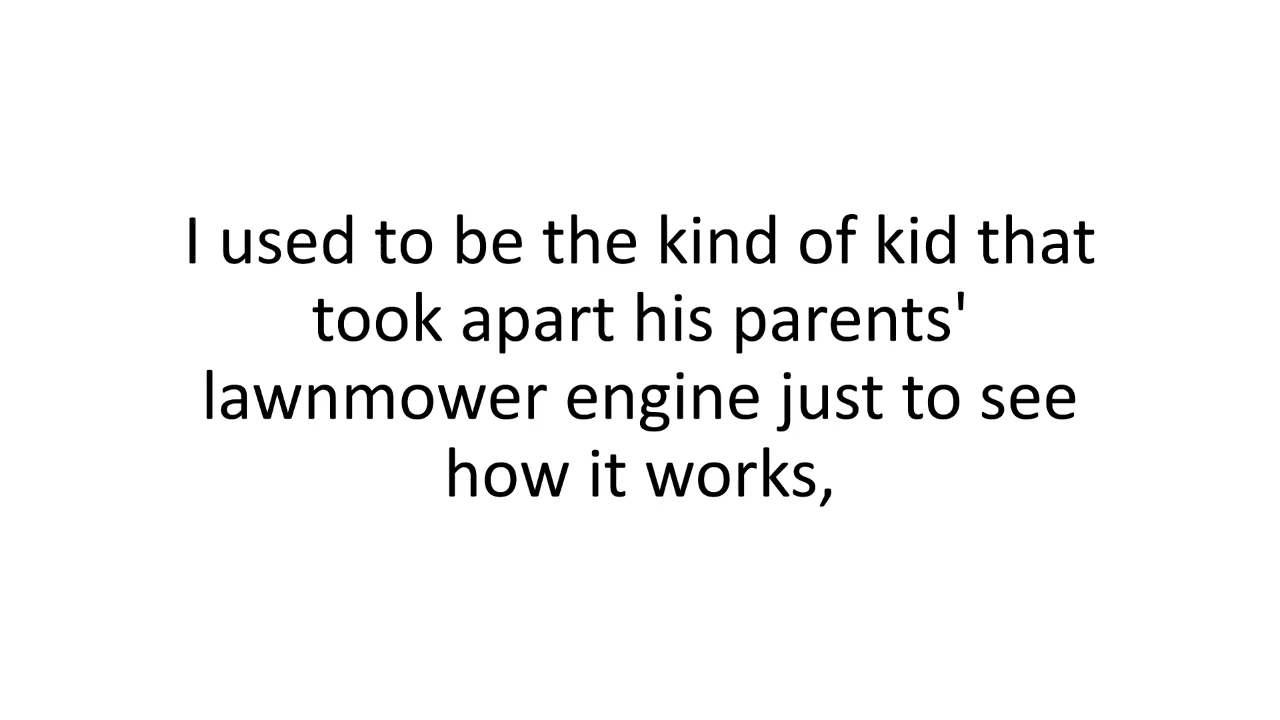 I used to be the kind of kid that
took apart his parents'
lawnmower engine just to see
how it works,